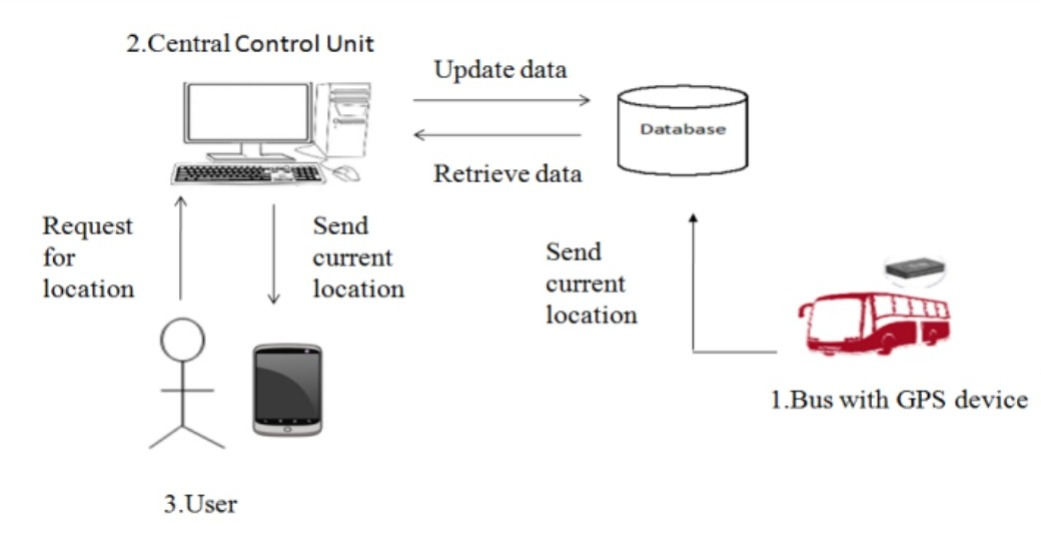 2.Central Control Unit
Update data
Database
Retrieve data
Request
for
location
Send
current
location
Send
current
location
1.Bus with GPS device
3.User